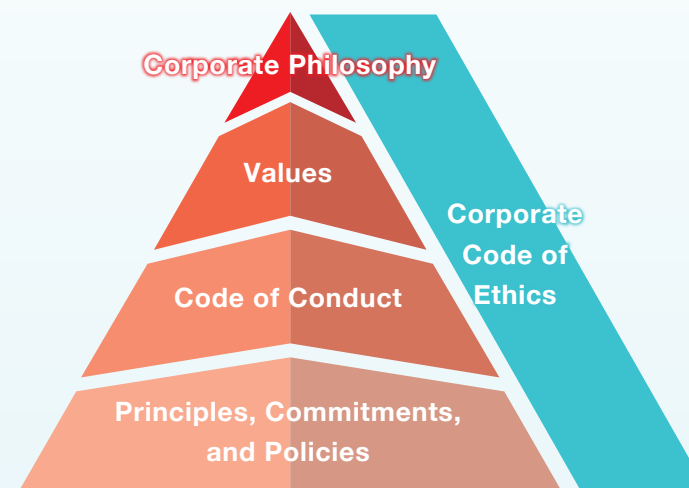 Corporate Philosophy
Values
Code of Conduct
Principles, Commitments,
and Policies
Corporate
Code of
Ethics